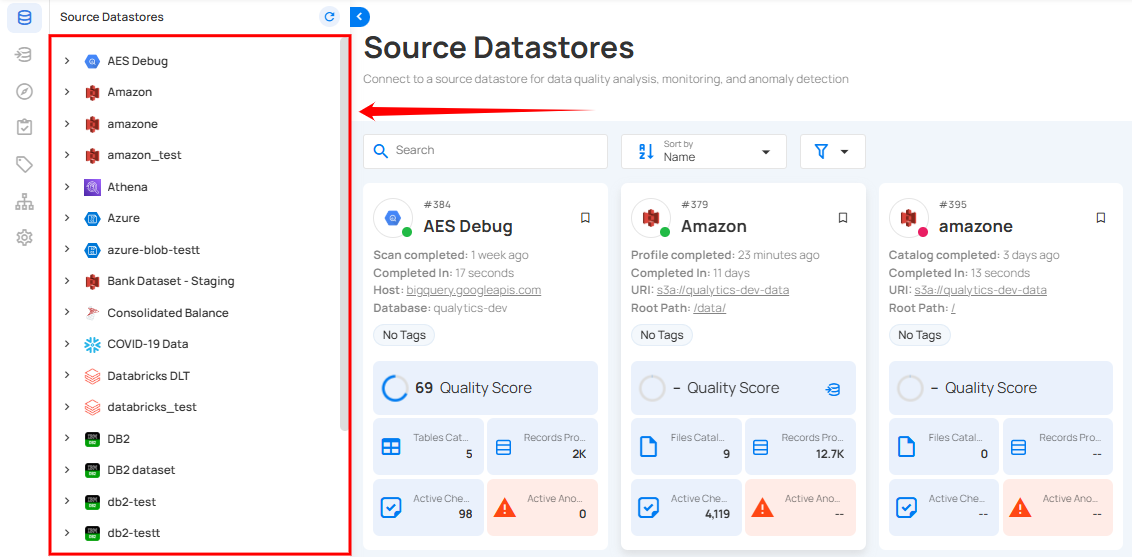 Source Datastores
AES Debug
Amazon
amazone
amazon_test
Athena
Azure
azure-blob-testt
Bank Dataset - Staging
Consolidated Balance
COVID-19 Data
Databricks DLT
databricks_test
DB2
DB2 dataset
db2-test
db2-testt
Source Datastores
Connect to a source datastore for data quality analysis, monitoring, and anomaly detection
Search
Sort by
Name
#384
AES Debug
Scan completed: 1 week ago
Completed In: 17 seconds
Host: bigquery.googleapis.com
Database: qualytics-dev
No Tags
69 Quality Score
Tables Cat...
5
Records Pro...
2K
Active Che...
98
Active Ano...
0
#379
Amazon
Profile completed: 23 minutes ago
Completed In: 11 days
URI: s3a://qualytics-dev-data
Root Path: /data/
No Tags
– Quality Score
Files Catal...
9
Records Pro...
12.7K
Active Che...
4,119
Active Ano...
--
#395
amazone
Catalog completed: 3 days ago
Completed In: 13 seconds
URI: s3a://qualytics-dev-data
Root Path: /
No Tags
– Quality Score
Files Catal...
0
Records Pro...
--
Active Che...
--
Active Ano...
--